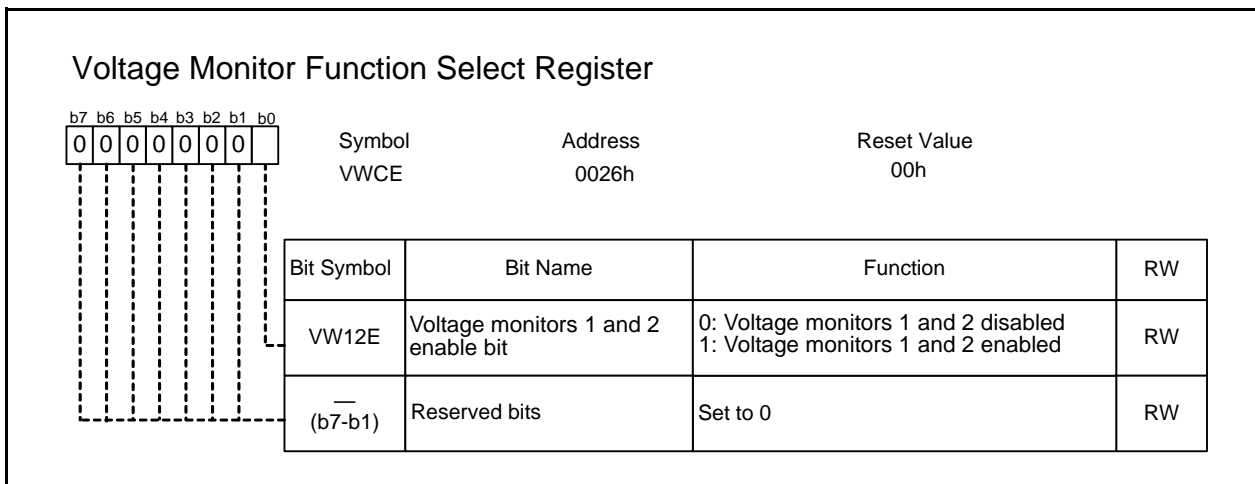 Voltage Monitor Function Select Register
b7 b6 b5 b4 b3 b2 b1 b0
0 0 0 0 0 0 0
Symbol Address Reset Value
VWCE 0026h 00h
Bit Symbol Bit Name Function RW
VW12E Voltage monitors 1 and 2 0: Voltage monitors 1 and 2 disabled RW
enable bit 1: Voltage monitors 1 and 2 enabled
— Reserved bits Set to 0 RW
(b7-b1)